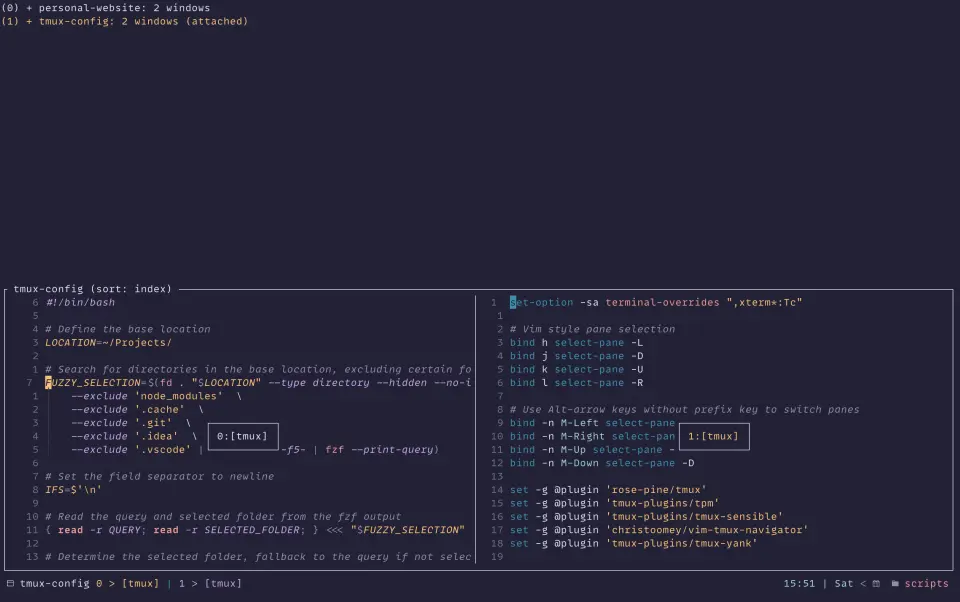 (0) + personal-website: 2 windows
(1) + tmux-config: 2 windows (attached)
tmux-config (sort: index)
6 #!/bin/bash
5
4 # Define the base location
3 LOCATION=~/Projects/
2
1 # Search for directories in the base location, excluding certain fo
7 FUZZY_SELECTION=$(fd . "$LOCATION" --type directory --hidden --no-i
1 --exclude 'node_modules' \
2 --exclude '.cache' \
3 --exclude '.git' \
4 --exclude '.idea' \
5 --exclude '.vscode' | -f5- | fzf --print-query)
6
7 # Set the field separator to newline
8 IFS=$'\n'
9
10 # Read the query and selected folder from the fzf output
11 { read -r QUERY; read -r SELECTED_FOLDER; } <<< "$FUZZY_SELECTION"
12
13 # Determine the selected folder, fallback to the query if not selec
0:[tmux]
1 set-option -sa terminal-overrides ",xterm*:Tc"
1
2 # Vim style pane selection
3 bind h select-pane -L
4 bind j select-pane -D
5 bind k select-pane -U
6 bind l select-pane -R
7
8 # Use Alt-arrow keys without prefix key to switch panes
9 bind -n M-Left select-pane
10 bind -n M-Right select-pan
11 bind -n M-Up select-pane -
12 bind -n M-Down select-pane -D
13
14 set -g @plugin 'rose-pine/tmux'
15 set -g @plugin 'tmux-plugins/tpm'
16 set -g @plugin 'tmux-plugins/tmux-sensible'
17 set -g @plugin 'christoomey/vim-tmux-navigator'
18 set -g @plugin 'tmux-plugins/tmux-yank'
19
1:[tmux]
tmux-config 0 > [tmux] | 1 > [tmux]
15:51 | Sat < scripts